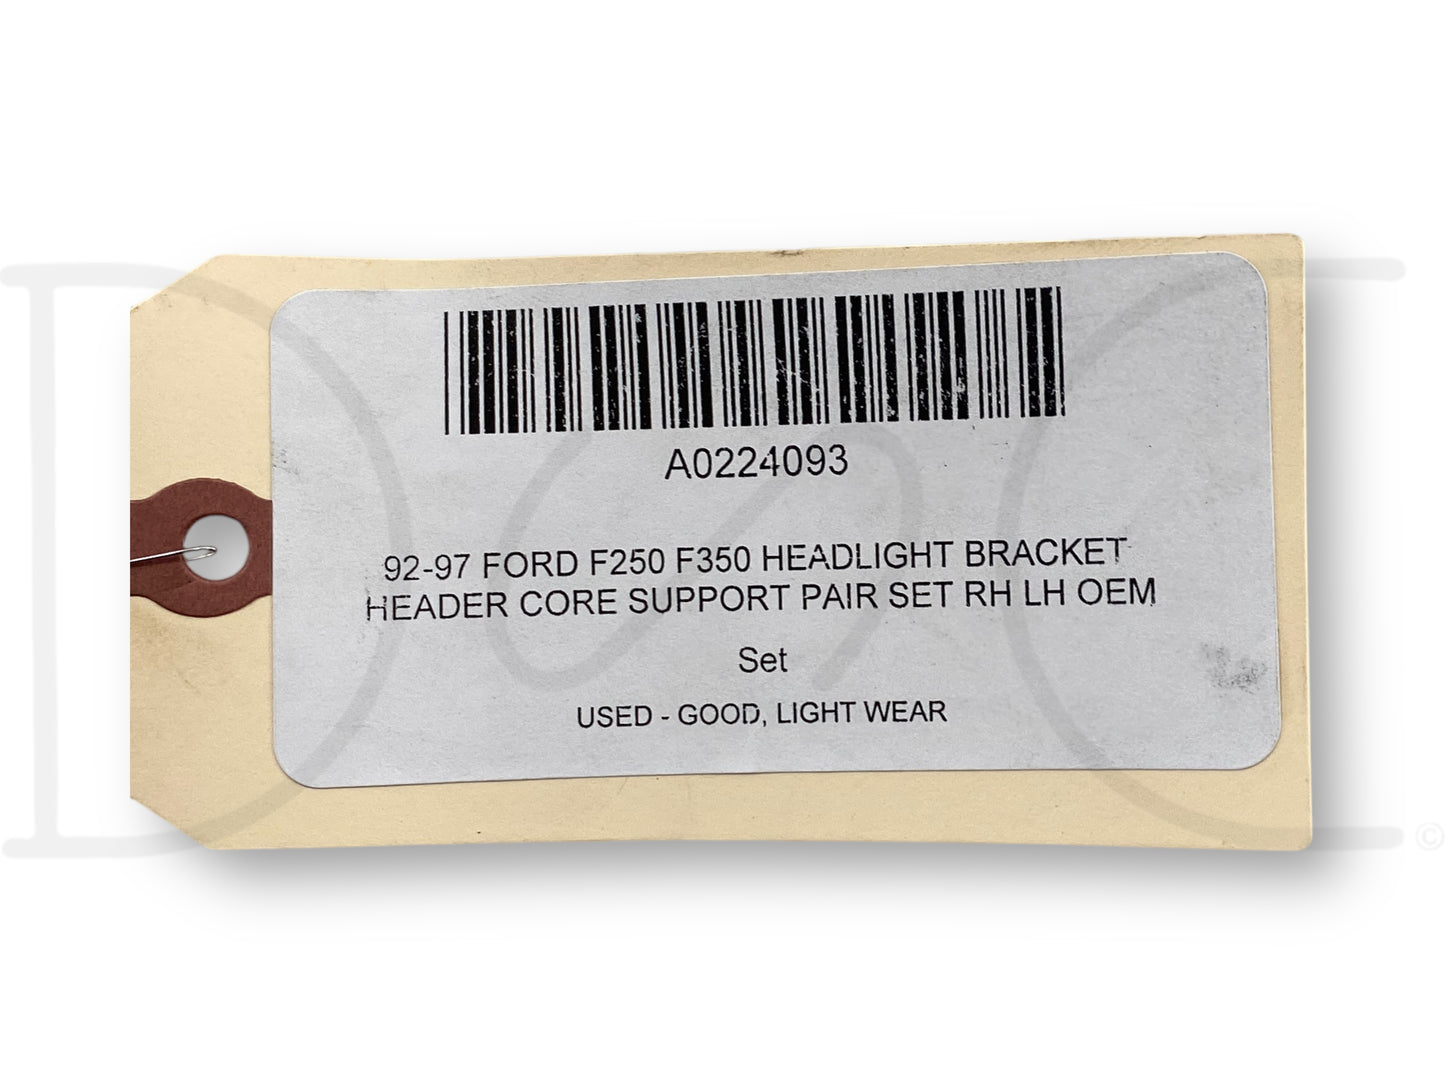 A0224093
92-97 FORD F250 F350 HEADLIGHT BRACKET
HEADER CORE SUPPORT PAIR SET RH LH OEM
Set
USED - GOOD, LIGHT WEAR
D S C ©